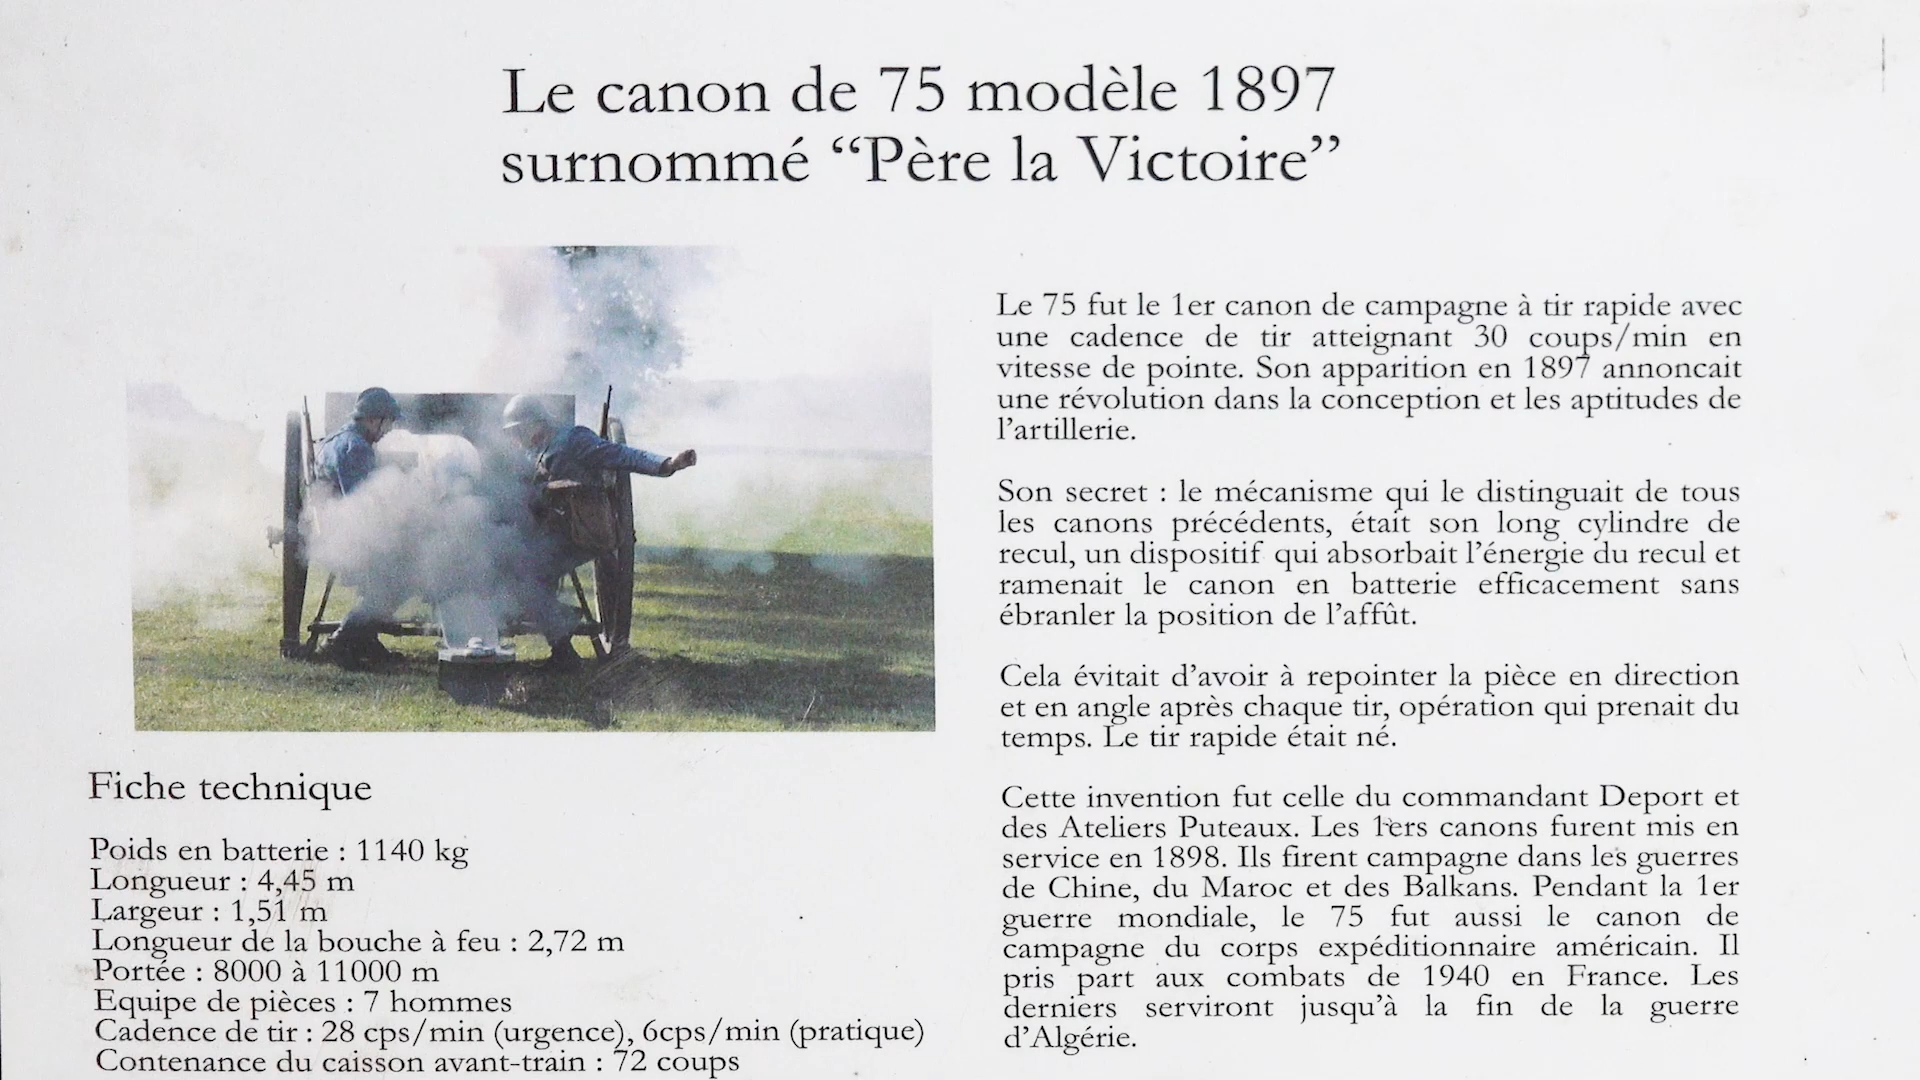 Le canon de 75 modèle 1897
surnommé “Père la Victoire”
Le 75 fut le 1er canon de campagne à tir rapide avec
une cadence de tir atteignant 30 coups/min en
vitesse de pointe. Son apparition en 1897 annoncait
une révolution dans la conception et les aptitudes de
l’artillerie.
Son secret : le mécanisme qui le distinguait de tous
les canons précédents, était son long cylindre de
recul, un dispositif qui absorbait l’énergie du recul et
ramenait le canon en batterie efficacement sans
ébranler la position de l’affût.
Cela évitait d’avoir à repointer la pièce en direction
et en angle après chaque tir, opération qui prenait du
temps. Le tir rapide était né.
Cette invention fut celle du commandant Deport et
des Ateliers Puteaux. Les 1ers canons furent mis en
service en 1898. Ils firent campagne dans les guerres
de Chine, du Maroc et des Balkans. Pendant la 1er
guerre mondiale, le 75 fut aussi le canon de
campagne du corps expéditionnaire américain. Il
pris part aux combats de 1940 en France. Les
derniers serviront jusqu’à la fin de la guerre
d’Algérie.
Fiche technique
Poids en batterie : 1140 kg
Longueur : 4,45 m
Largeur : 1,51 m
Longueur de la bouche à feu : 2,72 m
Portée : 8000 à 11000 m
Equipe de pièces : 7 hommes
Cadence de tir : 28 cps/min (urgence), 6cps/min (pratique)
Contenance du caisson avant-train : 72 coups